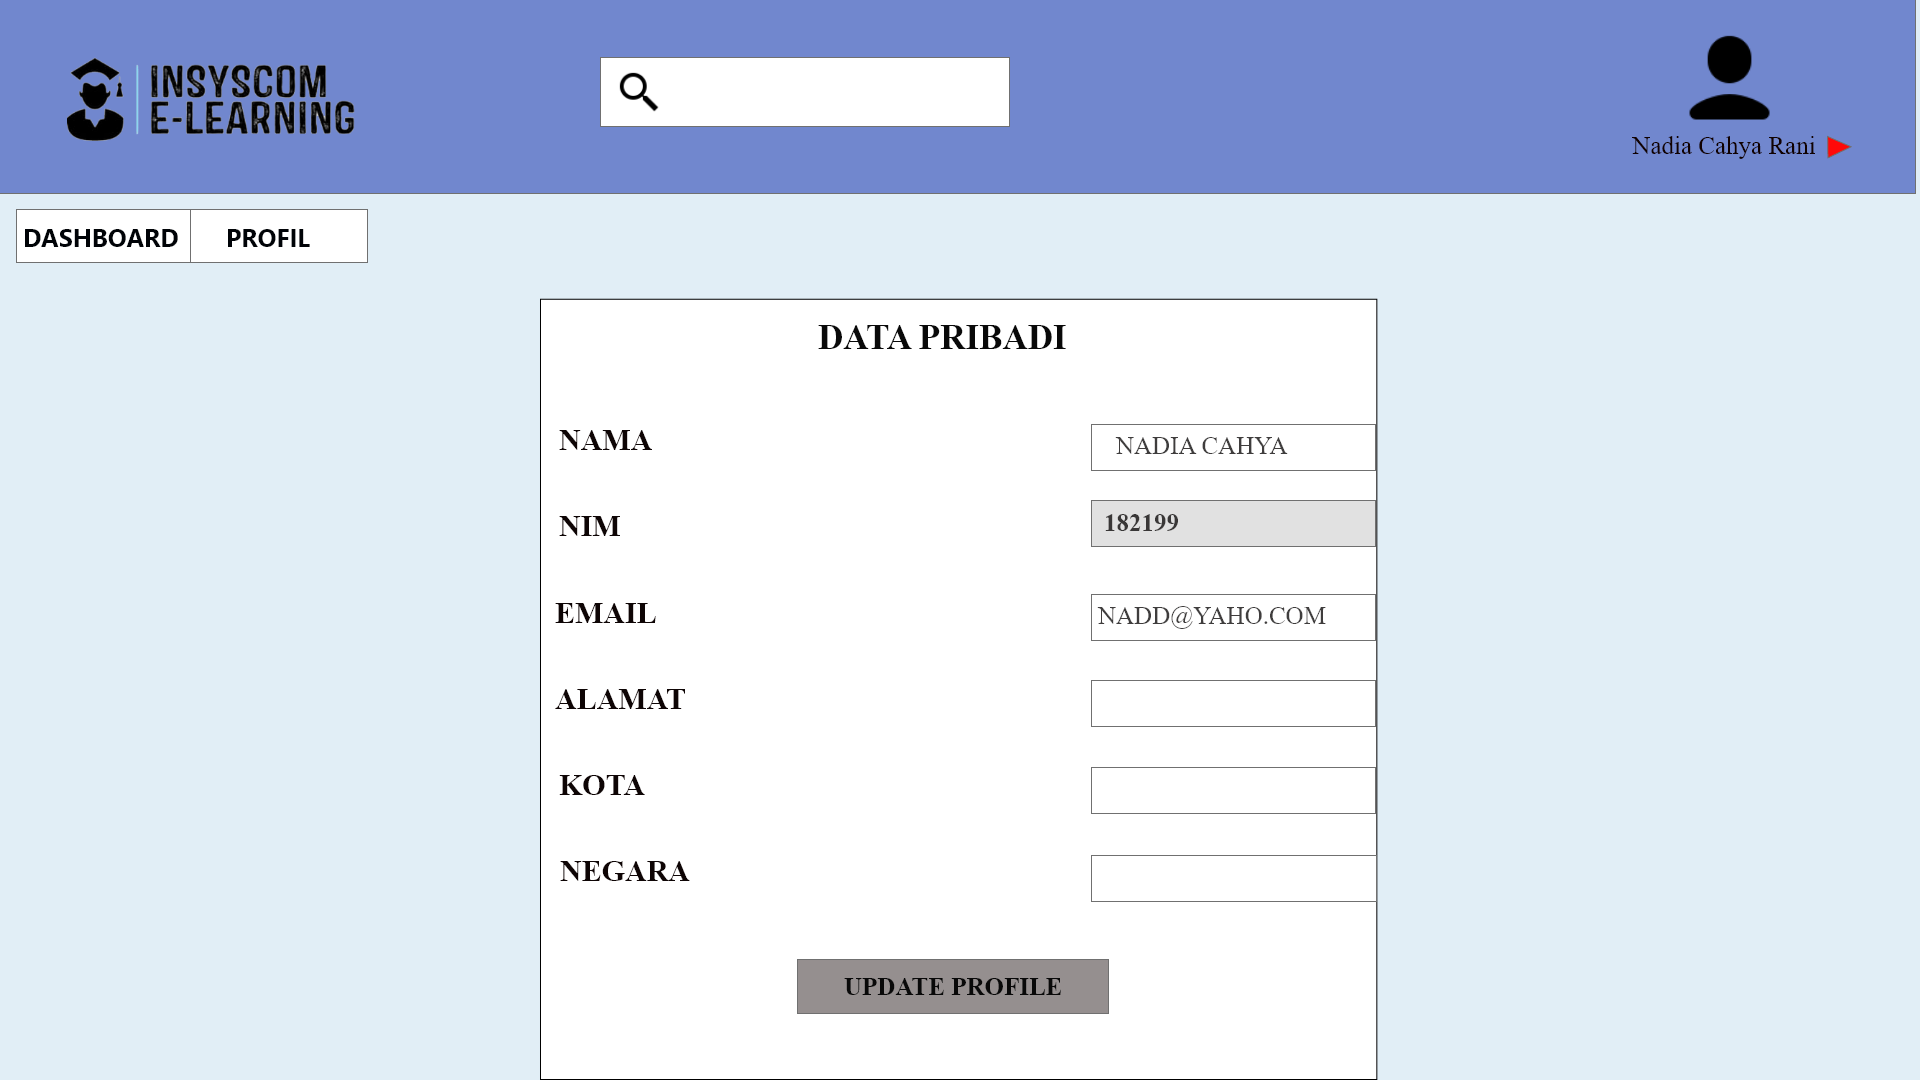 INSYSCOM
E-LEARNING
Nadia Cahya Rani
DASHBOARD
PROFIL
DATA PRIBADI
NAMA
NADIA CAHYA
NIM
182199
EMAIL
NADD@YAHO.COM
ALAMAT
KOTA
NEGARA
UPDATE PROFILE